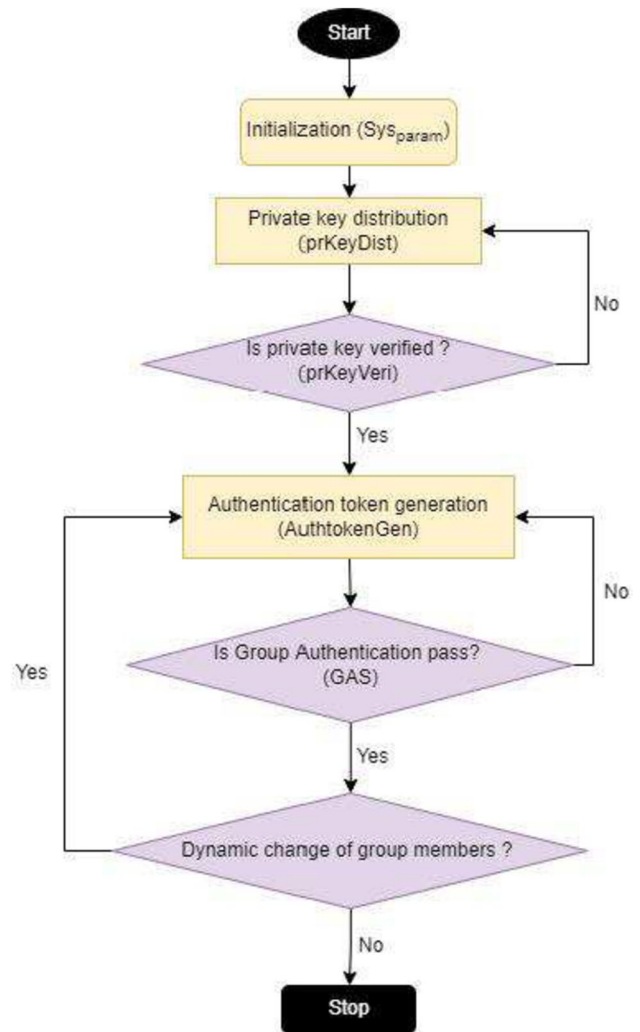 Start
Initialization (Sysparam)
Private key distribution
(prKeyDist)
No
Is private key verified ?
(prKeyVeri)
Yes
Authentication token generation
(AuthtokenGen)
No
Is Group Authentication pass?
(GAS)
Yes
Yes
Dynamic change of group members ?
No
Stop